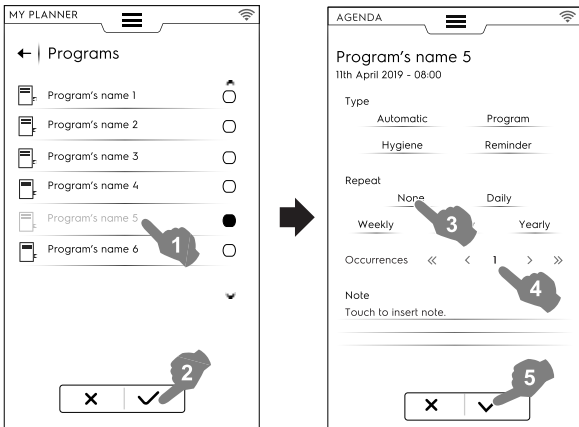 MY PLANNER
Programs
Program's name 1
Program's name 2
Program's name 3
Program's name 4
Program's name 5
Program's name 6
1
2
AGENDA
Program's name 5
11th April 2019 - 08:00
Type
Automatic Program
Hygiene Reminder
Repeat
None Daily
3
Weekly Yearly
Occurrences « < 1 > »
4
Note
Touch to insert note.
5